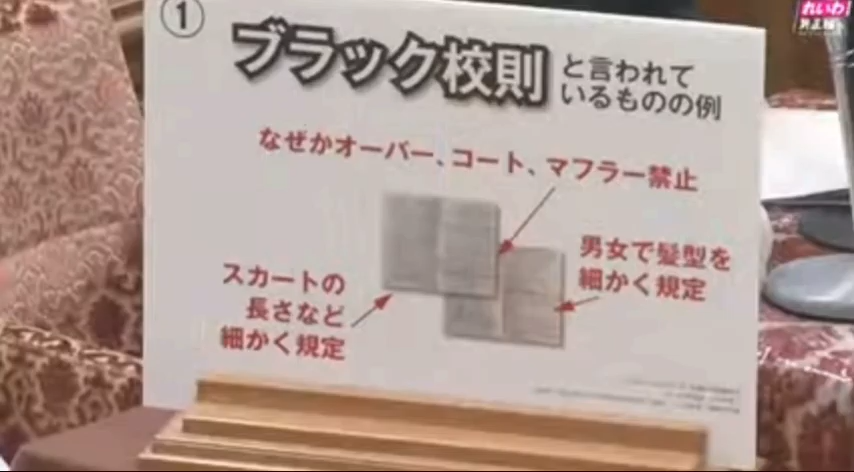 ①
ブラック校則と言われて
いるものの例
なぜかオーバー、コート、マフラー禁止
男女で髪型を
細かく規定
スカートの
長さなど
細かく規定
れいわ